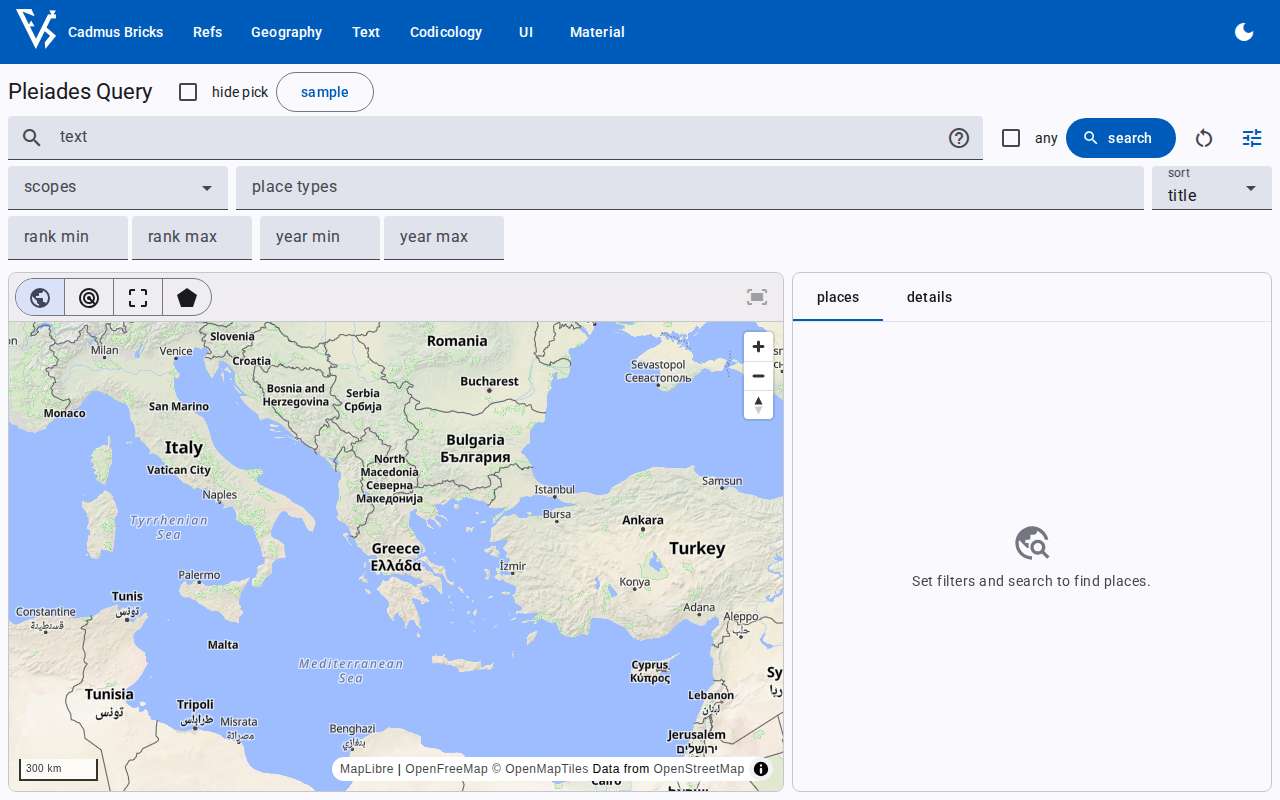 Cadmus Bricks
Refs
Geography
Text
Codicology
UI
Material
Pleiades Query
hide pick
sample
text
any
search
scopes
place types
sort
title
rank min
rank max
year min
year max
places
details
Set filters and search to find places.
Milan
Venice
Slovenia
Croatia
Romania
Bucharest
Sevastopol
Севастополь
Monaco
San Marino
Bosnia and
Herzegovina
Serbia
Србија
Italy
Vatican City
Naples
North
Macedonia
Северна
Македонија
Bulgaria
България
Istanbul
Bursa
Samsun
Ankara
Turkey
Tyrrhenian
Sea
Greece
Ελλάδα
İzmir
Konya
Adana
Aleppo
حلب
Palermo
Constantine
قسنطينة
Tunis
تونس
Malta
Mediterranean
Sea
Cyprus
Κύπρος
Sy
Lebanon
لبنان
Tunisia
تونس
Tripoli
طرابلس
Misrata
مصراتة
Benghazi
بنغازي
Jerusalem
ירושלים
Cairo
300 km
MapLibre | OpenFreeMap © OpenMapTiles Data from OpenStreetMap